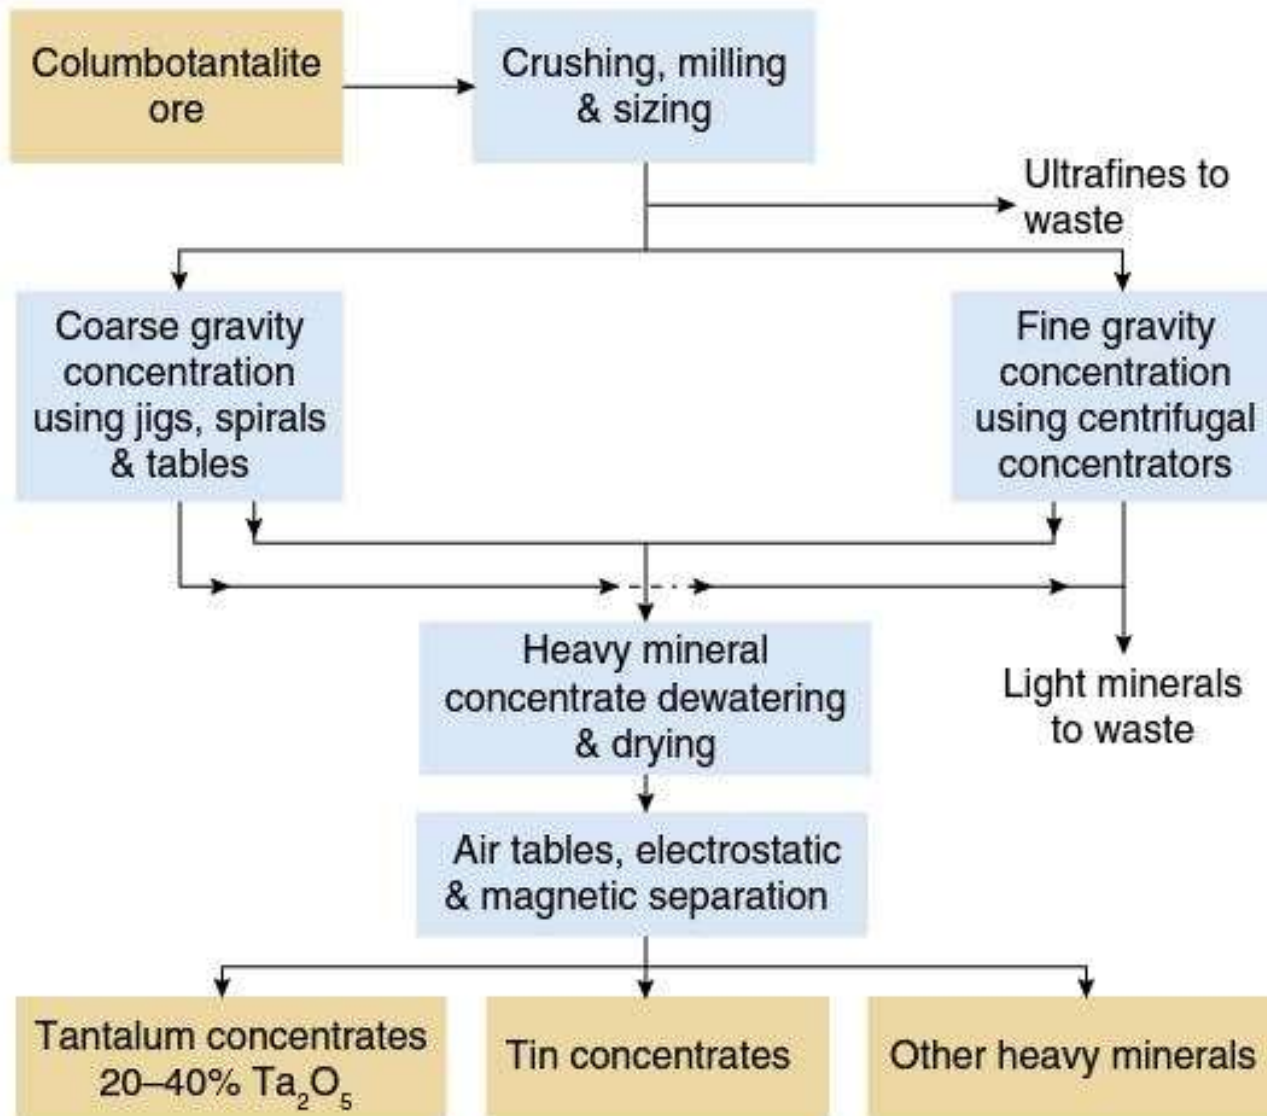 Columbotantalite
ore
Crushing, milling
& sizing
Ultrafines to
waste
Coarse gravity
concentration
using jigs, spirals
& tables
Fine gravity
concentration
using centrifugal
concentrators
Heavy mineral
concentrate dewatering
& drying
Light minerals
to waste
Air tables, electrostatic
& magnetic separation
Tantalum concentrates
20–40% Ta₂O₅
Tin concentrates
Other heavy minerals